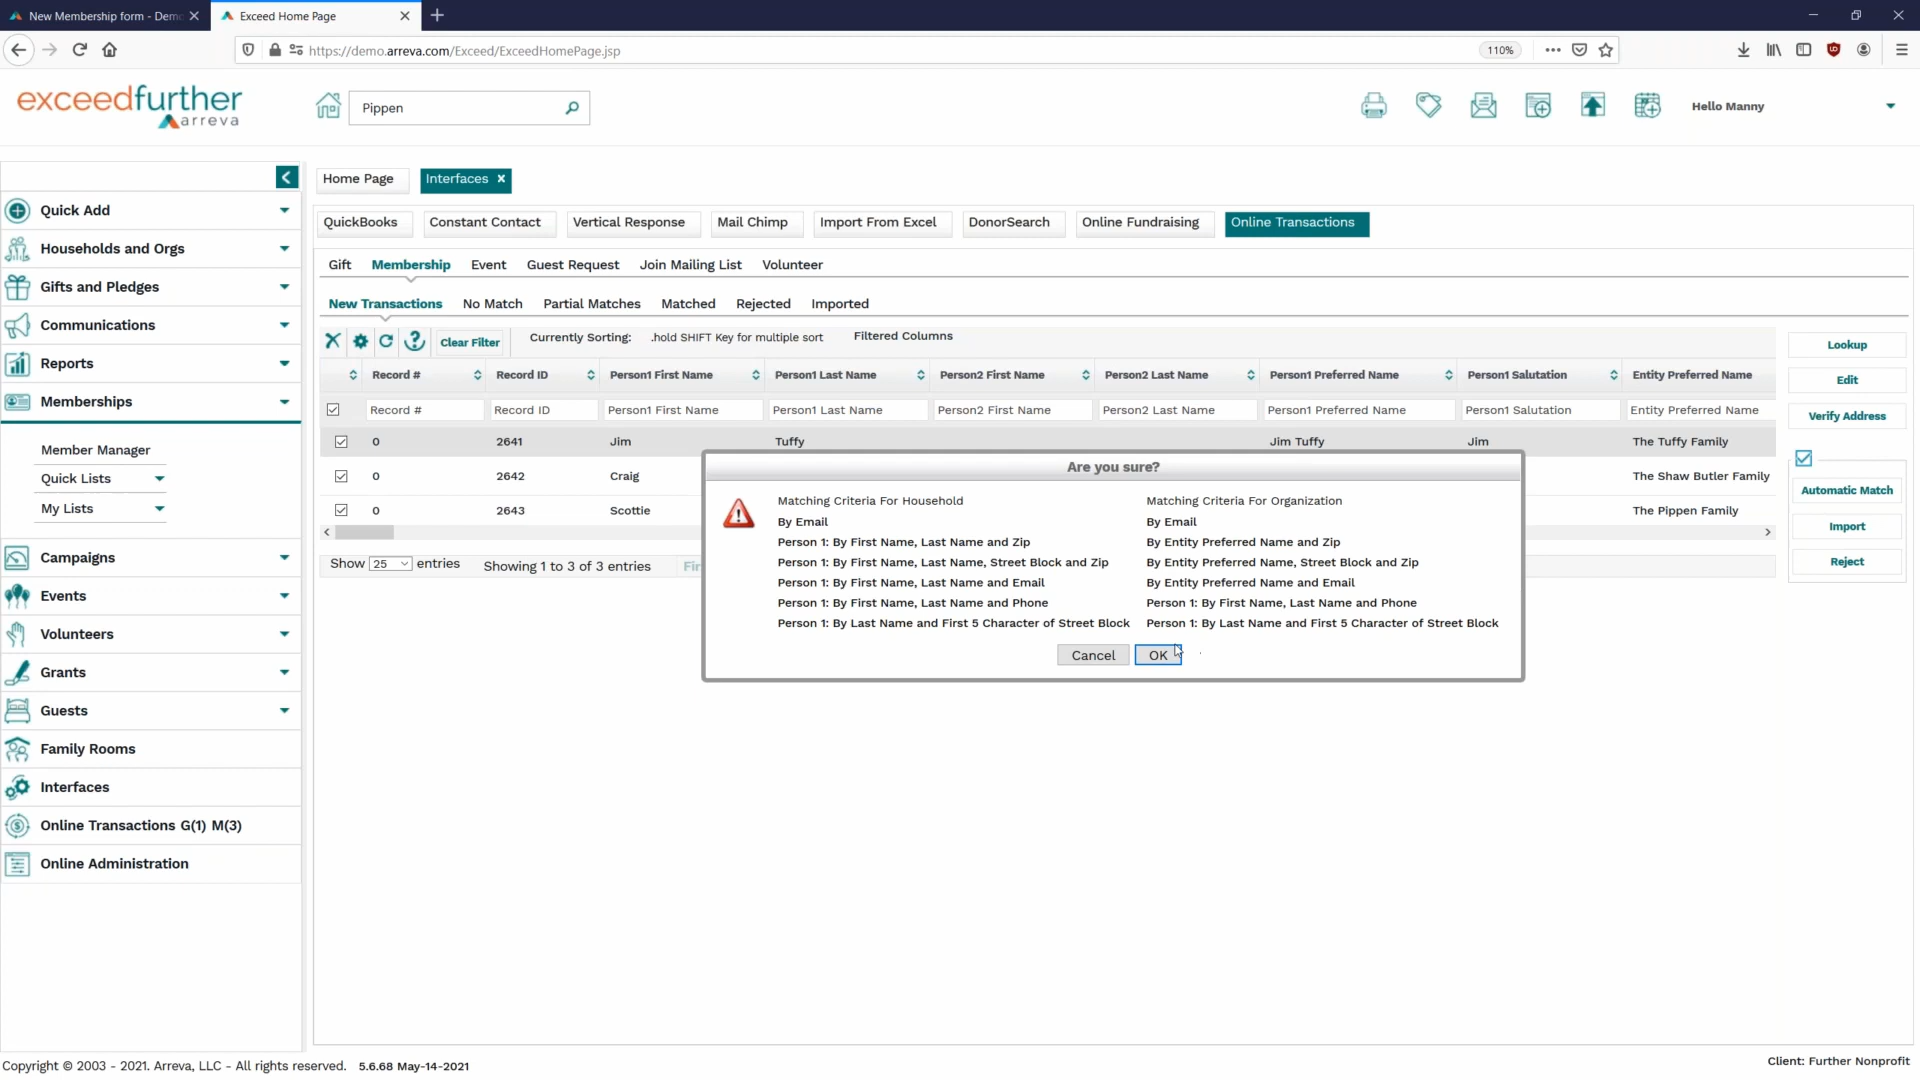 New Membership form - Demo
Exceed Home Page
https://demo.arreva.com/Exceed/ExceedHomePage.jsp
110%
exceedfurther
arreva
Pippen
Hello Manny
Home Page
Interfaces
Quick Add
Households and Orgs
Gifts and Pledges
Communications
Reports
Memberships
Member Manager
Quick Lists
My Lists
Campaigns
Events
Volunteers
Grants
Guests
Family Rooms
Interfaces
Online Transactions G(1) M(3)
Online Administration
QuickBooks Constant Contact Vertical Response Mail Chimp Import From Excel DonorSearch Online Fundraising Online Transactions
Gift Membership Event Guest Request Join Mailing List Volunteer
New Transactions No Match Partial Matches Matched Rejected Imported
Clear Filter Currently Sorting: .hold SHIFT Key for multiple sort Filtered Columns
Record # Record ID Person1 First Name Person1 Last Name Person2 First Name Person2 Last Name Person1 Preferred Name Person1 Salutation Entity Preferred Name
Record # Record ID Person1 First Name Person1 Last Name Person2 First Name Person2 Last Name Person1 Preferred Name Person1 Salutation Entity Preferred Name
0 2641 Jim Tuffy Jim Tuffy Jim The Tuffy Family
0 2642 Craig The Shaw Butler Family
0 2643 Scottie The Pippen Family
Show 25 entries Showing 1 to 3 of 3 entries Fir
Are you sure?
Matching Criteria For Household
By Email
Person 1: By First Name, Last Name and Zip
Person 1: By First Name, Last Name, Street Block and Zip
Person 1: By First Name, Last Name and Email
Person 1: By First Name, Last Name and Phone
Person 1: By Last Name and First 5 Character of Street Block
Matching Criteria For Organization
By Email
By Entity Preferred Name and Zip
By Entity Preferred Name, Street Block and Zip
By Entity Preferred Name and Email
Person 1: By First Name, Last Name and Phone
Person 1: By Last Name and First 5 Character of Street Block
Cancel OK
Lookup
Edit
Verify Address
Automatic Match
Import
Reject
Copyright © 2003 - 2021. Arreva, LLC - All rights reserved. 5.6.68 May-14-2021
Client: Further Nonprofit